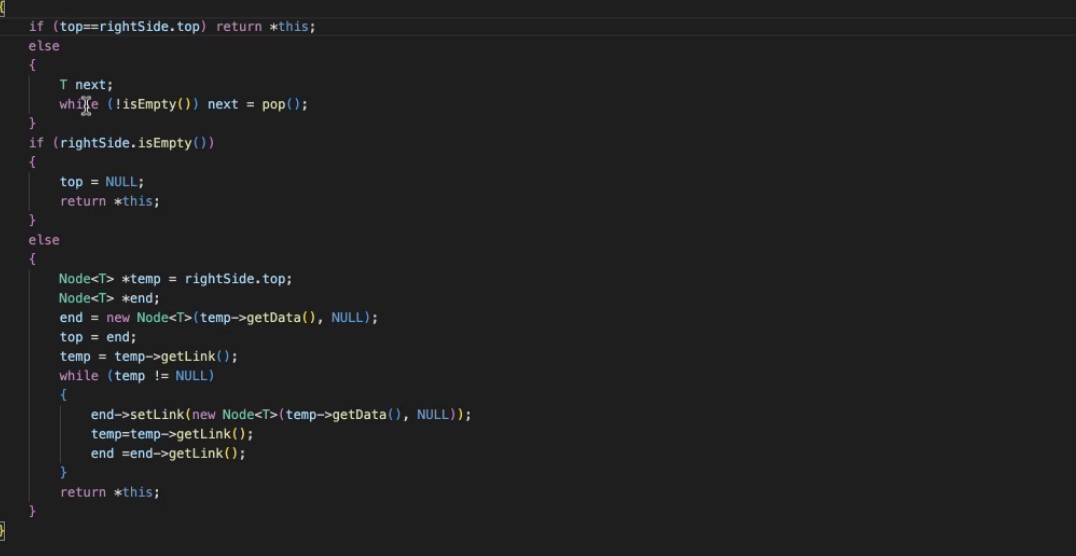 {
if (top==rightSide.top) return *this;
else
{
T next;
while (!isEmpty()) next = pop();
}
if (rightSide.isEmpty())
{
top = NULL;
return *this;
}
else
{
Node<T> *temp = rightSide.top;
Node<T> *end;
end = new Node<T>(temp->getData(), NULL);
top = end;
temp = temp->getLink();
while (temp != NULL)
{
end->setLink(new Node<T>(temp->getData(), NULL));
temp=temp->getLink();
end =end->getLink();
}
return *this;
}
}